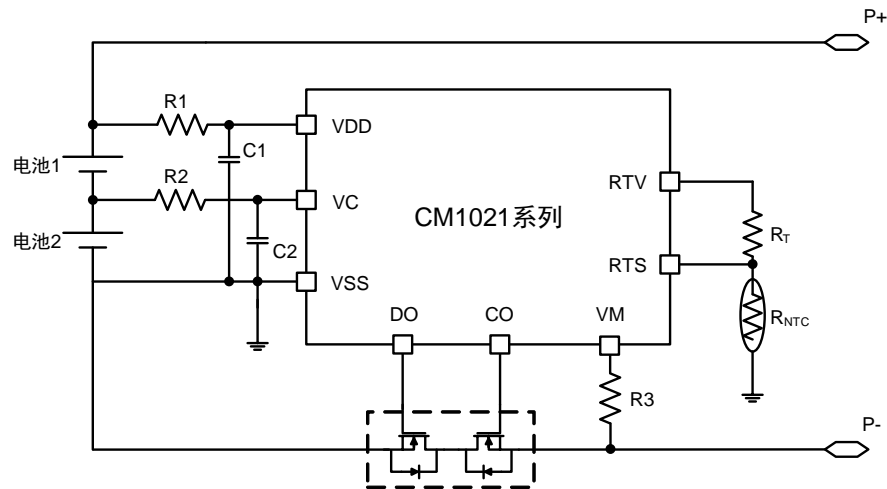 P+
R1
VDD
C1
电池1
R2
RTV
VC
CM1021系列
电池2
C2
RT
RTS
VSS
DO
CO
VM
RNTC
R3
P-